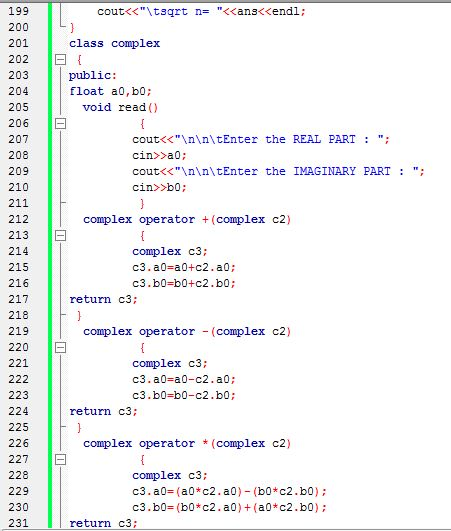 199 cout<<"\tsqrt n= "<<ans<<endl;
200 }
201 class complex
202 {
203 public:
204 float a0,b0;
205 void read()
206 {
207 cout<<"\n\n\tEnter the REAL PART : ";
208 cin>>a0;
209 cout<<"\n\n\tEnter the IMAGINARY PART : ";
210 cin>>b0;
211 }
212 complex operator +(complex c2)
213 {
214 complex c3;
215 c3.a0=a0+c2.a0;
216 c3.b0=b0+c2.b0;
217 return c3;
218 }
219 complex operator -(complex c2)
220 {
221 complex c3;
222 c3.a0=a0-c2.a0;
223 c3.b0=b0-c2.b0;
224 return c3;
225 }
226 complex operator *(complex c2)
227 {
228 complex c3;
229 c3.a0=(a0*c2.a0)-(b0*c2.b0);
230 c3.b0=(b0*c2.a0)+(a0*c2.b0);
231 return c3;